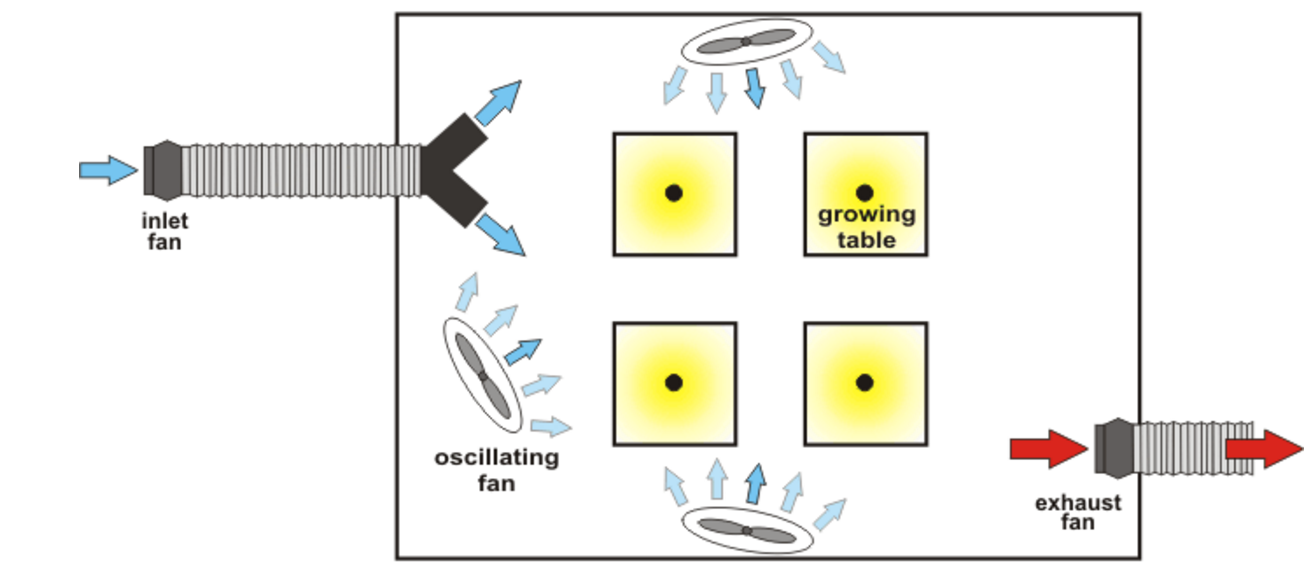 inlet
fan
growing
table
oscillating
fan
exhaust
fan